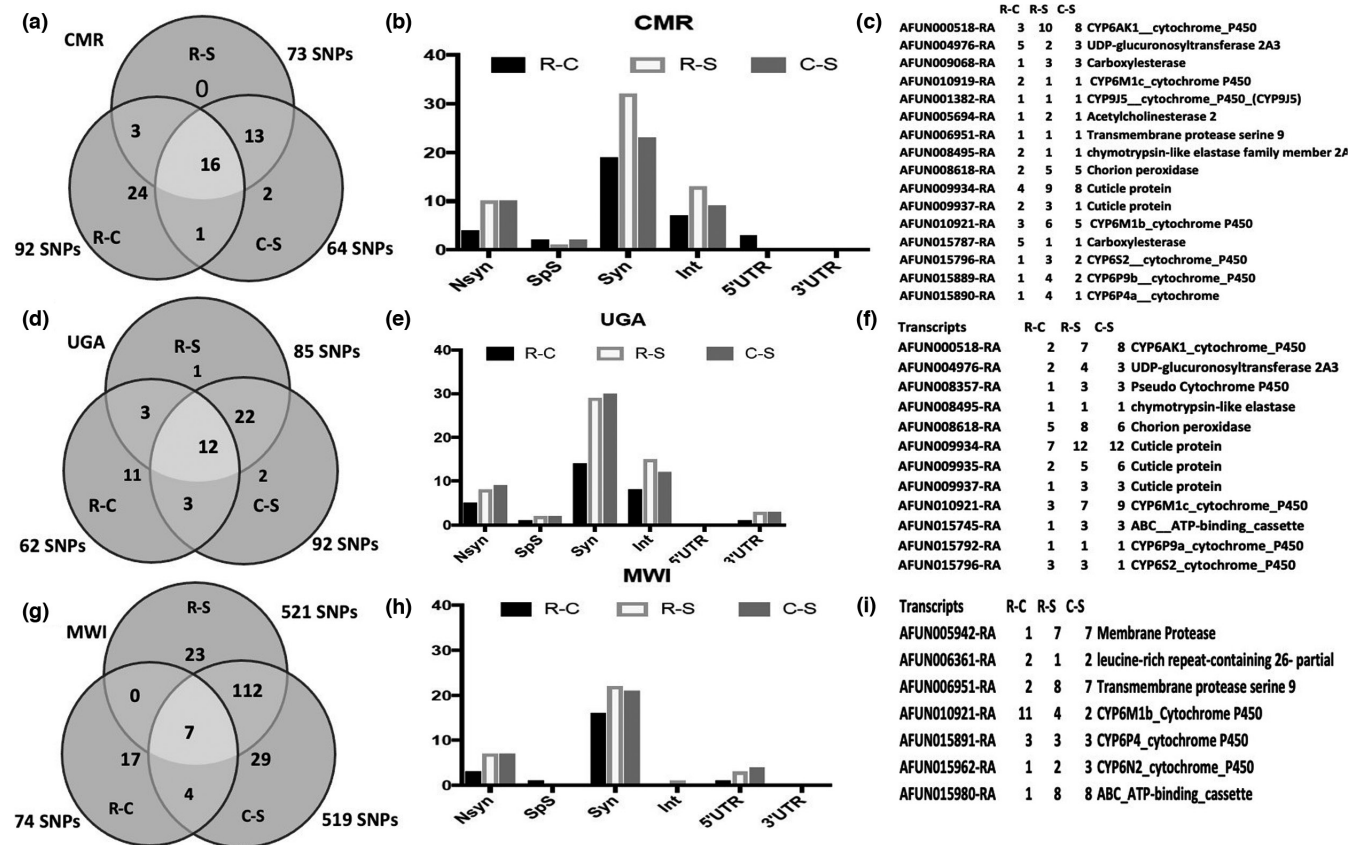 (a)
CMR
R-S
73 SNPs
0
3
13
16
24
2
R-C
1
C-S
92 SNPs
64 SNPs
(b)
CMR
R-C R-S C-S
40
30
20
10
0
Nsyn SpS Syn Int 5'UTR 3'UTR
(c)
R-C R-S C-S
AFUN000518-RA 3 10 8 CYP6AK1__cytochrome_P450
AFUN004976-RA 5 2 3 UDP-glucuronosyltransferase 2A3
AFUN009068-RA 1 3 3 Carboxylesterase
AFUN010919-RA 2 1 1 CYP6M1c_cytochrome P450
AFUN001382-RA 1 1 1 CYP9J5__cytochrome_P450_(CYP9J5)
AFUN005694-RA 1 2 1 Acetylcholinesterase 2
AFUN006951-RA 1 1 1 Transmembrane protease serine 9
AFUN008495-RA 2 1 1 chymotrypsin-like elastase family member 2A
AFUN008618-RA 2 5 5 Chorion peroxidase
AFUN009934-RA 4 9 8 Cuticle protein
AFUN009937-RA 2 3 1 Cuticle protein
AFUN010921-RA 3 6 5 CYP6M1b_cytochrome P450
AFUN015787-RA 5 1 1 Carboxylesterase
AFUN015796-RA 1 3 2 CYP6S2__cytochrome_P450
AFUN015889-RA 1 4 2 CYP6P9b__cytochrome_P450
AFUN015890-RA 1 4 1 CYP6P4a__cytochrome
(d)
UGA
R-S
85 SNPs
1
3
22
12
11
2
R-C
3
C-S
62 SNPs
92 SNPs
(e)
UGA
R-C R-S C-S
40
30
20
10
0
Nsyn SpS Syn Int 5'UTR 3'UTR
(f)
Transcripts R-C R-S C-S
AFUN000518-RA 2 7 8 CYP6AK1_cytochrome_P450
AFUN004976-RA 2 4 3 UDP-glucuronosyltransferase 2A3
AFUN008357-RA 1 3 3 Pseudo Cytochrome P450
AFUN008495-RA 1 1 1 chymotrypsin-like elastase
AFUN008618-RA 5 8 6 Chorion peroxidase
AFUN009934-RA 7 12 12 Cuticle protein
AFUN009935-RA 2 5 6 Cuticle protein
AFUN009937-RA 1 3 3 Cuticle protein
AFUN010921-RA 3 7 9 CYP6M1c_cytochrome_P450
AFUN015745-RA 1 3 3 ABC__ATP-binding_cassette
AFUN015792-RA 1 1 1 CYP6P9a_cytochrome_P450
AFUN015796-RA 3 3 1 CYP6S2_cytochrome_P450
(g)
MWI
R-S
521 SNPs
23
0
112
7
17
29
R-C
4
C-S
74 SNPs
519 SNPs
(h)
MWI
R-C R-S C-S
40
30
20
10
0
Nsyn SpS Syn Int 5'UTR 3'UTR
(i)
Transcripts R-C R-S C-S
AFUN005942-RA 1 7 7 Membrane Protease
AFUN006361-RA 2 1 2 leucine-rich repeat-containing 26- partial
AFUN006951-RA 2 8 7 Transmembrane protease serine 9
AFUN010921-RA 11 4 2 CYP6M1b_Cytochrome P450
AFUN015891-RA 3 3 3 CYP6P4_cytochrome P450
AFUN015962-RA 1 2 3 CYP6N2_cytochrome_P450
AFUN015980-RA 1 8 8 ABC_ATP-binding_cassette